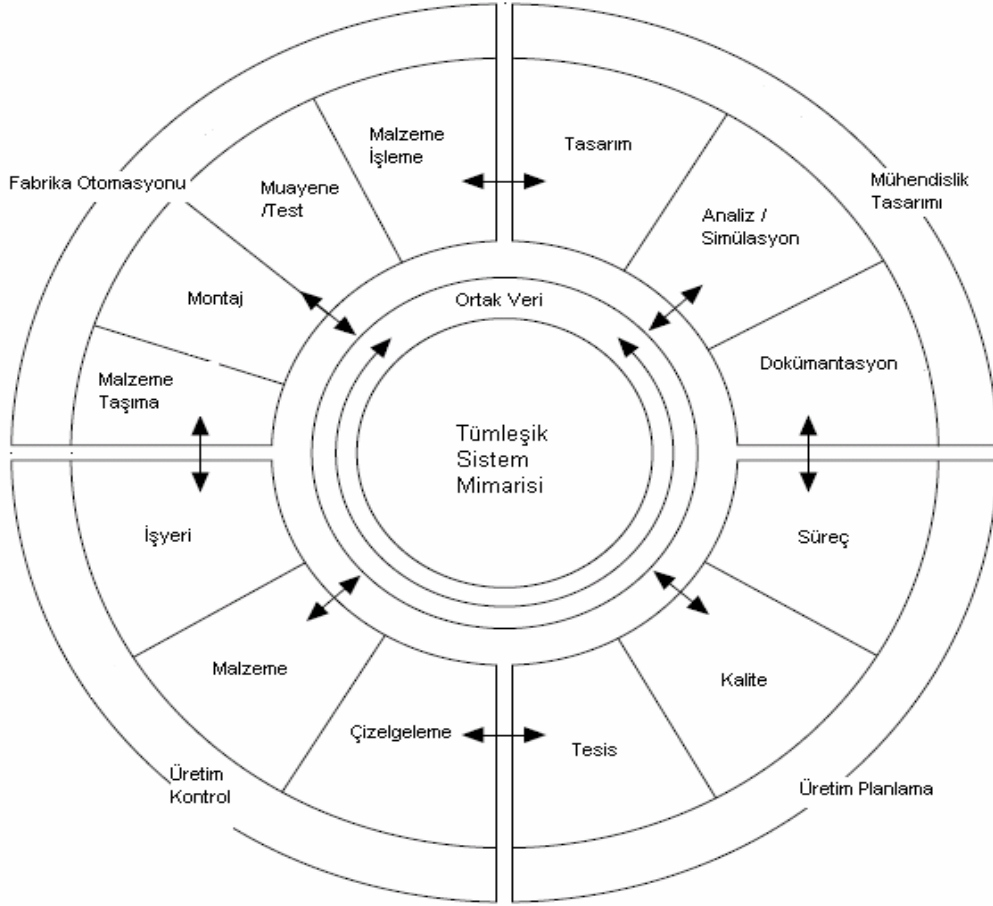 Malzeme
İşleme
Tasarım
Fabrika Otomasyonu
Muayene
/Test
Mühendislik
Tasarımı
Analiz /
Simülasyon
Montaj
Ortak Veri
Malzeme
Taşıma
Dokümantasyon
Tümleşik
Sistem
Mimarisi
İşyeri
Süreç
Malzeme
Kalite
Çizelgeleme
Tesis
Üretim
Kontrol
Üretim Planlama